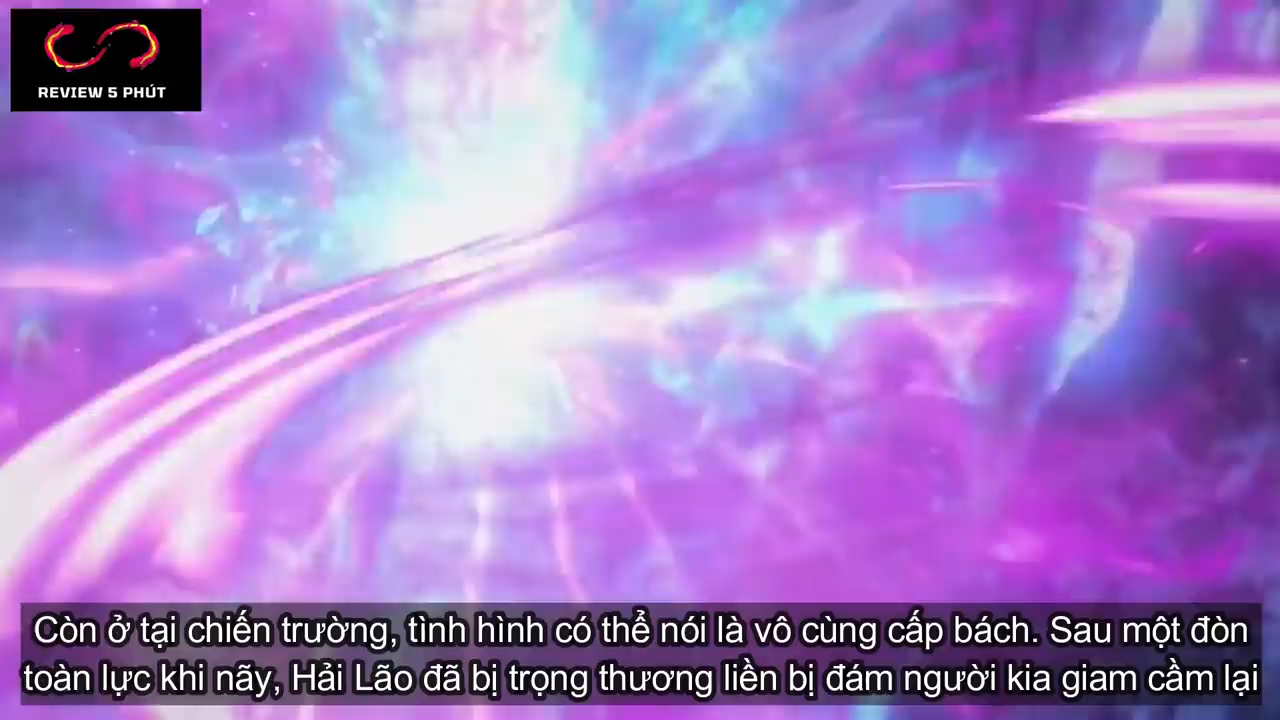 REVIEW 5 PHÚT
Còn ở tại chiến trường, tình hình có thể nói là vô cùng cấp bách. Sau một đòn
toàn lực khi nãy, Hải Lão đã bị trọng thương liền bị đám người kia giam cầm lại